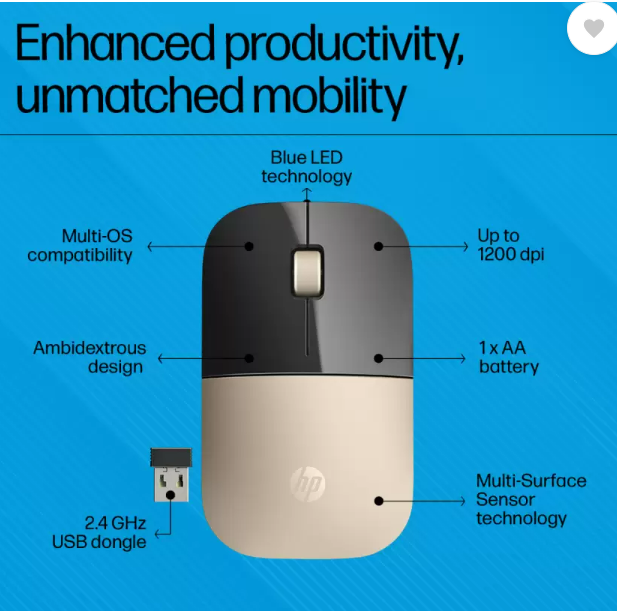 Enhanced productivity,
unmatched mobility
Blue LED
technology
Multi-OS
compatibility
Up to
1200 dpi
Ambidextrous
design
1 x AA
battery
hp
Multi-Surface
Sensor
technology
2.4 GHz
USB dongle